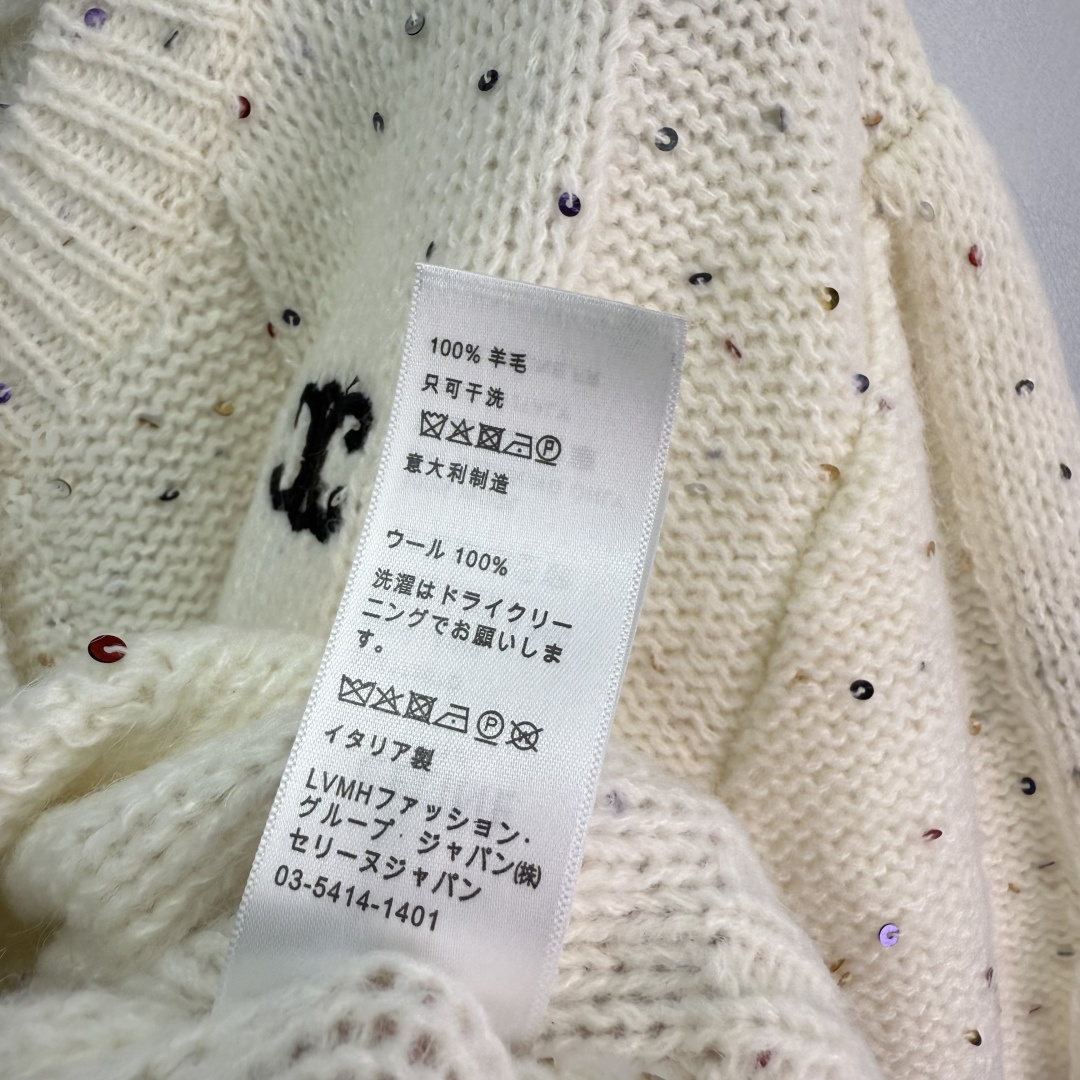 100% 羊毛
只可干洗
意大利制造
ウール 100%
洗濯はドライクリー
ニングでお願いしま
す。
イタリア製
LVMHファッション・
グループ・ジャパン(株)
セリーヌジャパン
03-5414-1401